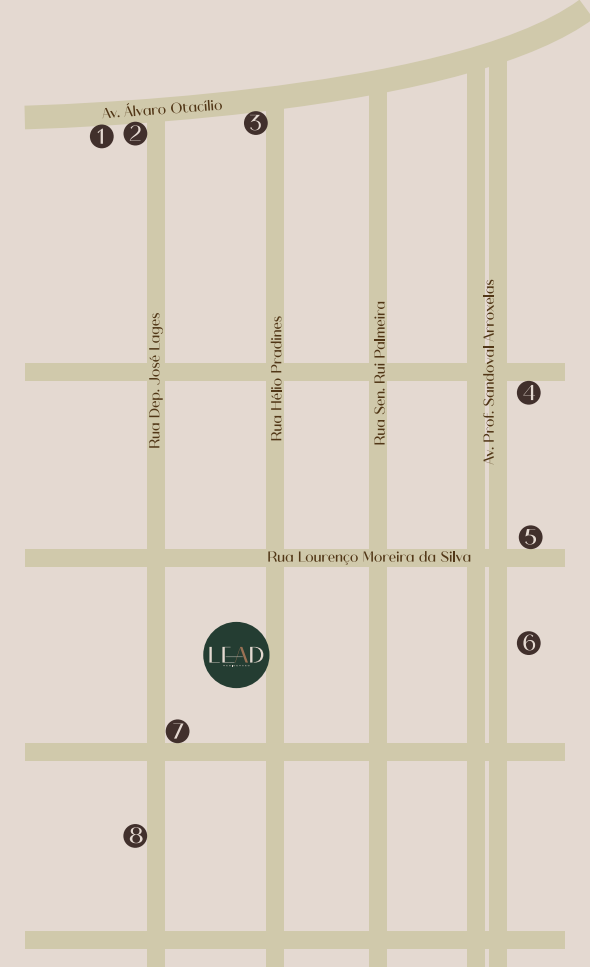 Av. Álvaro Otacílio
1
2
3
Rua Dep. José Lages
Rua Hélio Pradines
Rua Sen. Rui Palmeira
Av. Prof. Sandoval Arroxelas
4
5
Rua Lourenço Moreira da Silva
6
LEAD
7
8